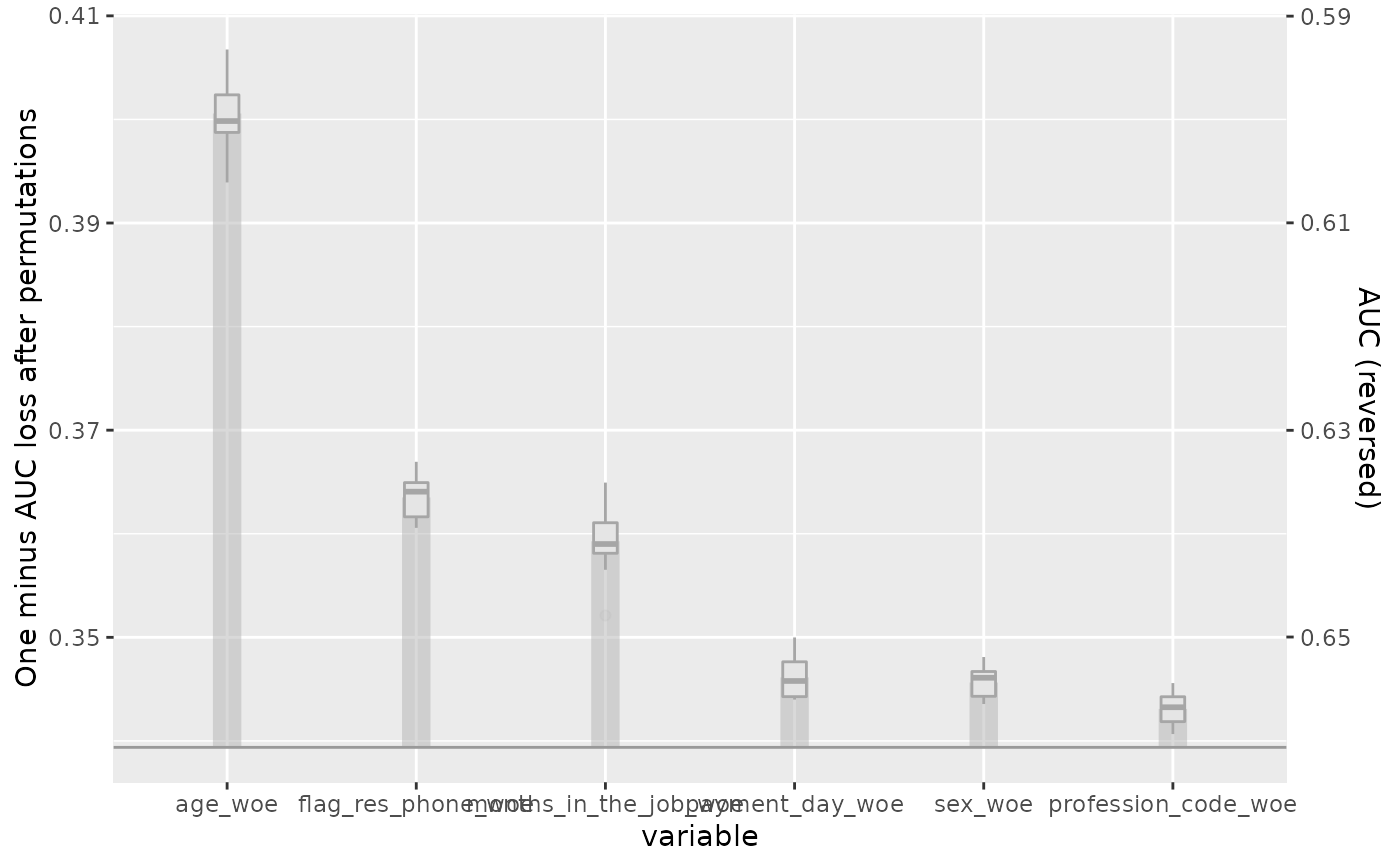 One minus AUC loss after permutations
0.41
0.39
0.37
0.35
0.59
0.61
0.63
0.65
AUC (reversed)
age_woe
flag_res_phone_woe
months_in_the_job_woe
payment_day_woe
sex_woe
profession_code_woe
variable